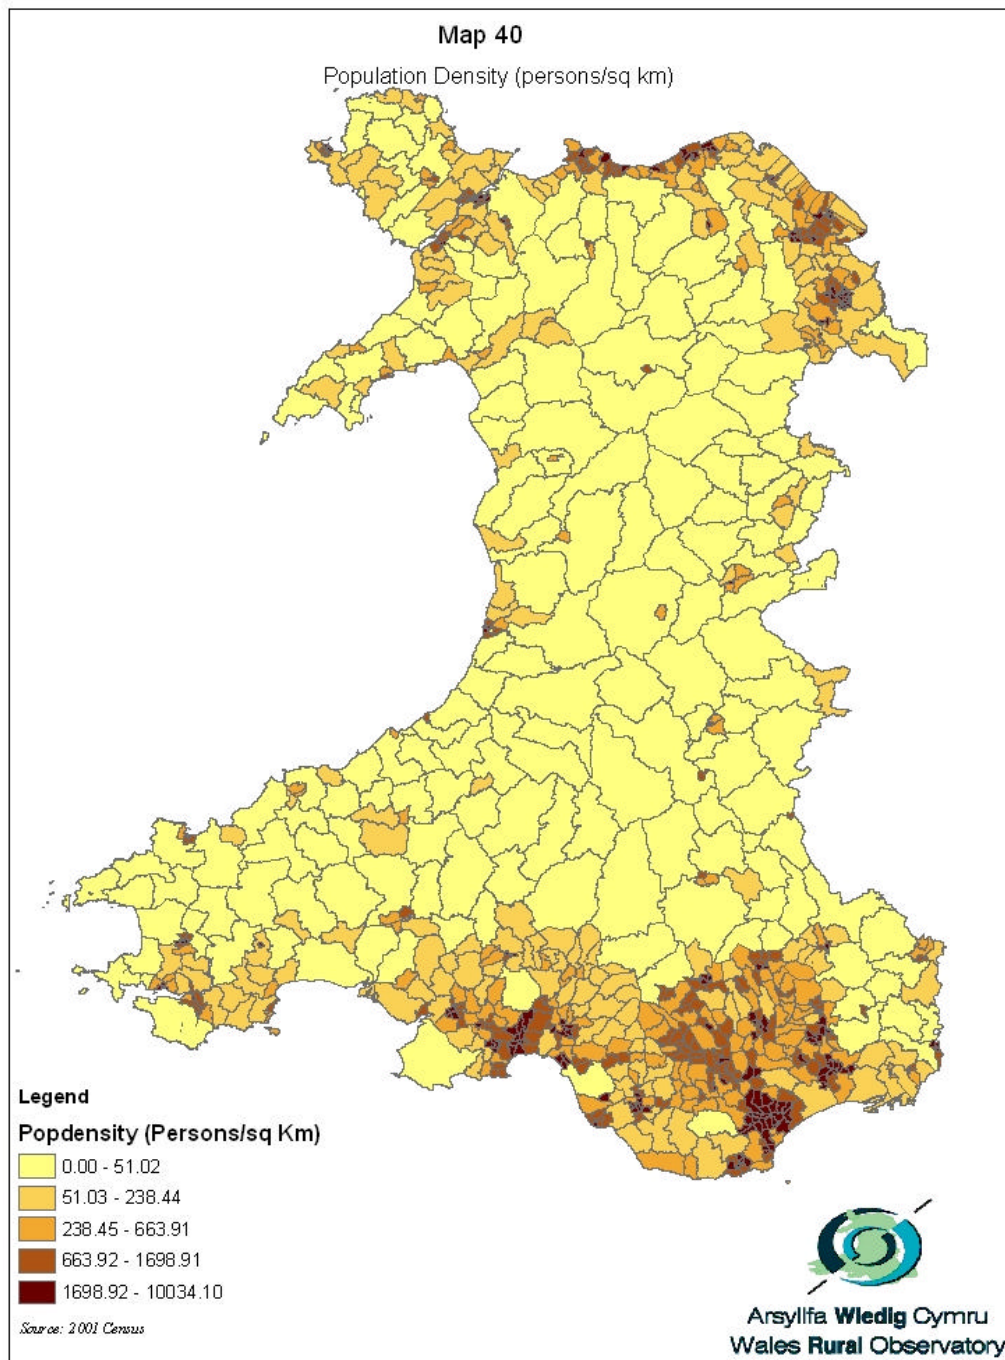 Map 40
Population Density (persons/sq km)
Legend
Popdensity (Persons/sq Km)
0.00 - 51.02
51.03 - 238.44
238.45 - 663.91
663.92 - 1698.91
1698.92 - 10034.10
Source: 2001 Census
Arsyllfa Wledig Cymru
Wales Rural Observatory